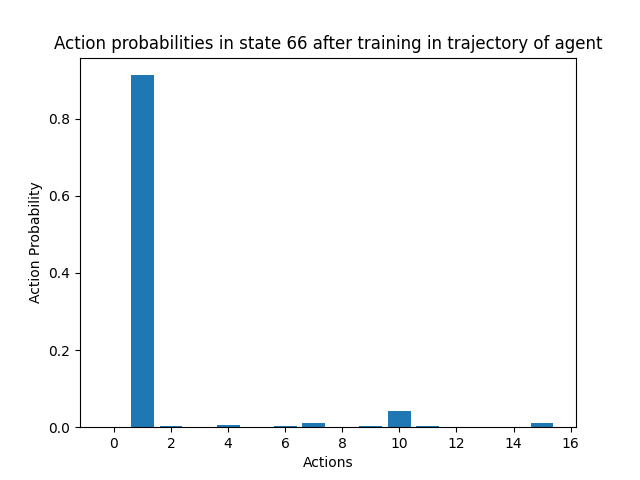 Action probabilities in state 66 after training in trajectory of agent
Action Probability
0.8
0.6
0.4
0.2
0.0
0 2 4 6 8 10 12 14 16
Actions